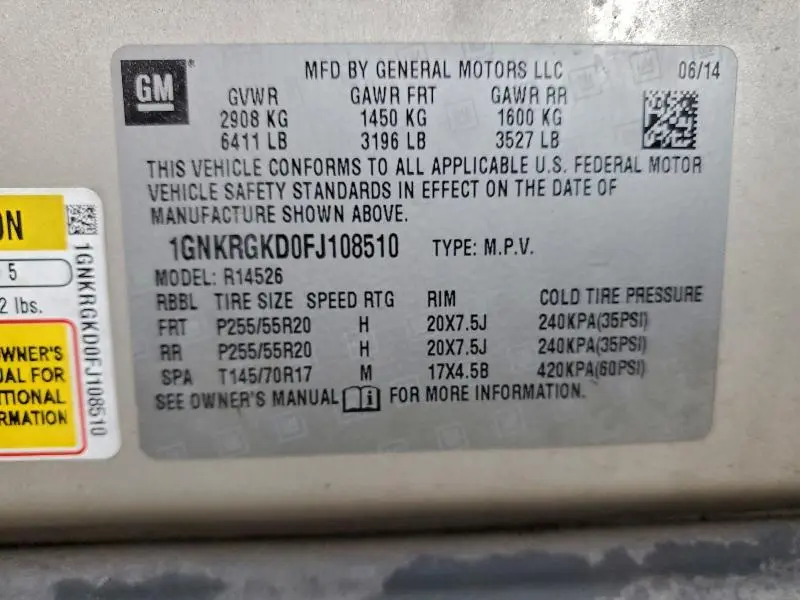 GM
MFD BY GENERAL MOTORS LLC 06/14
GVWR GAWR FRT GAWR RR
2908 KG 1450 KG 1600 KG
6411 LB 3196 LB 3527 LB
THIS VEHICLE CONFORMS TO ALL APPLICABLE U.S. FEDERAL MOTOR
VEHICLE SAFETY STANDARDS IN EFFECT ON THE DATE OF
MANUFACTURE SHOWN ABOVE.
1GNKRGKD0FJ108510 TYPE: M.P.V.
MODEL: R14526
RBBL TIRE SIZE SPEED RTG RIM COLD TIRE PRESSURE
FRT P255/55R20 H 20X7.5J 240KPA(35PSI)
RR P255/55R20 H 20X7.5J 240KPA(35PSI)
SPA T145/70R17 M 17X4.5B 420KPA(60PSI)
SEE OWNER'S MANUAL i FOR MORE INFORMATION.
ON
5
2 lbs.
OWNER'S
UAL FOR
ITIONAL
RMATION
1GNKRGKD0FJ108510